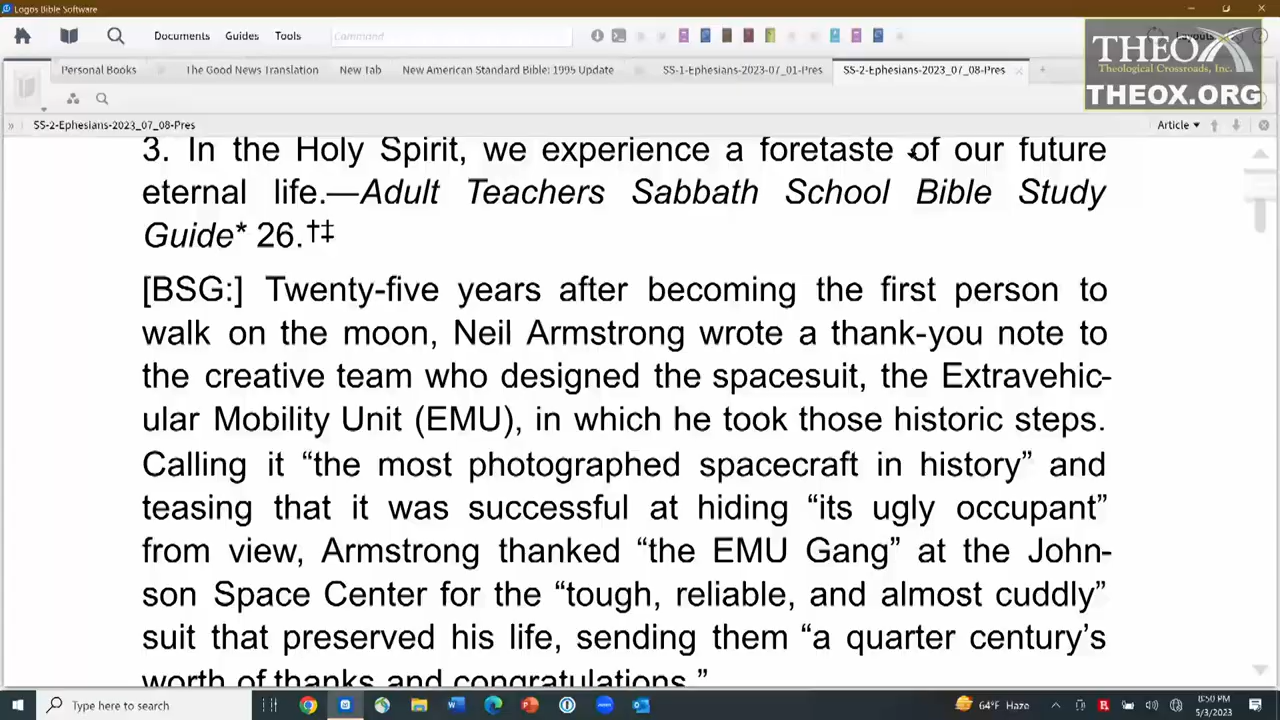 Logos Bible Software
Documents Guides Tools Command
THEOX
Theological Crossroads, Inc.
THEOX.ORG
Personal Books The Good News Translation New Tab SS-1-Ephesians-2023-07_01-Pres SS-2-Ephesians-2023_07_08-Pres
SS-2-Ephesians-2023_07_08-Pres Article
3. In the Holy Spirit, we experience a foretaste of our future
eternal life.—Adult Teachers Sabbath School Bible Study
Guide* 26.†‡
[BSG:] Twenty-five years after becoming the first person to
walk on the moon, Neil Armstrong wrote a thank-you note to
the creative team who designed the spacesuit, the Extravehic-
ular Mobility Unit (EMU), in which he took those historic steps.
Calling it “the most photographed spacecraft in history” and
teasing that it was successful at hiding “its ugly occupant”
from view, Armstrong thanked “the EMU Gang” at the John-
son Space Center for the “tough, reliable, and almost cuddly”
suit that preserved his life, sending them “a quarter century’s
worth of thanks and congratulations.”
Type here to search 64°F Haze 8:50 PM
5/3/2023